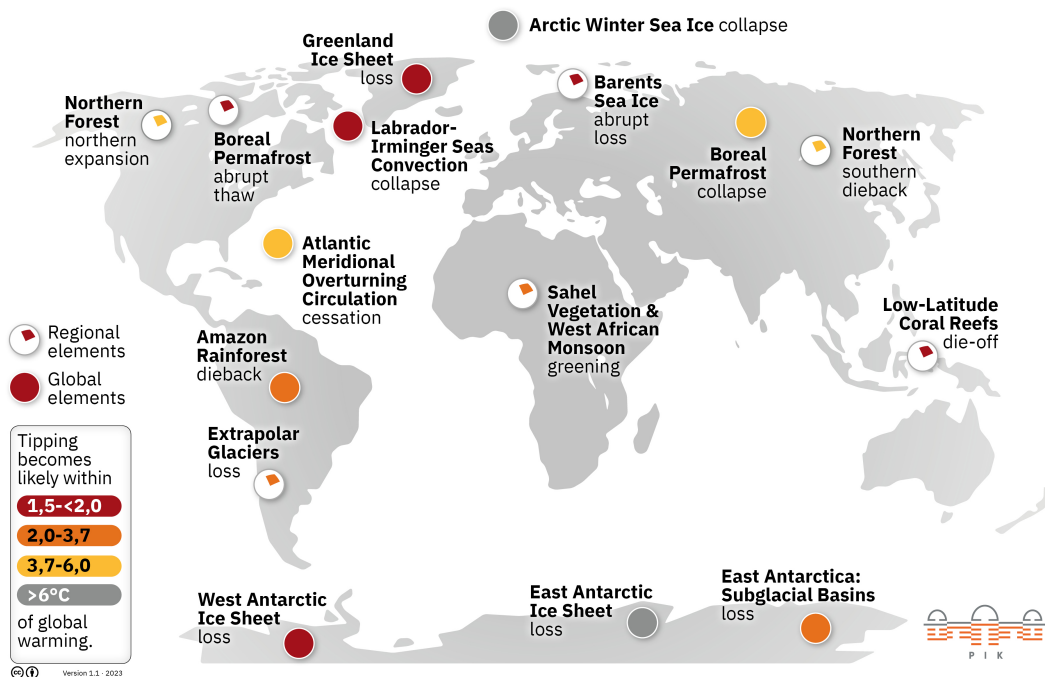 Arctic Winter Sea Ice collapse
Greenland
Ice Sheet
loss
Barents
Sea Ice
abrupt
loss
Northern
Forest
northern
expansion
Boreal
Permafrost
abrupt
thaw
Labrador-
Irminger Seas
Convection
collapse
Boreal
Permafrost
collapse
Northern
Forest
southern
dieback
Atlantic
Meridional
Overturning
Circulation
cessation
Sahel
Vegetation &
West African
Monsoon
greening
Low-Latitude
Coral Reefs
die-off
Regional
elements
Global
elements
Amazon
Rainforest
dieback
Extrapolar
Glaciers
loss
Tipping
becomes
likely within
1,5-<2,0
2,0-3,7
3,7-6,0
>6°C
of global
warming.
West Antarctic
Ice Sheet
loss
East Antarctic
Ice Sheet
loss
East Antarctica:
Subglacial Basins
loss
PIK
cc Version 1.1 · 2023